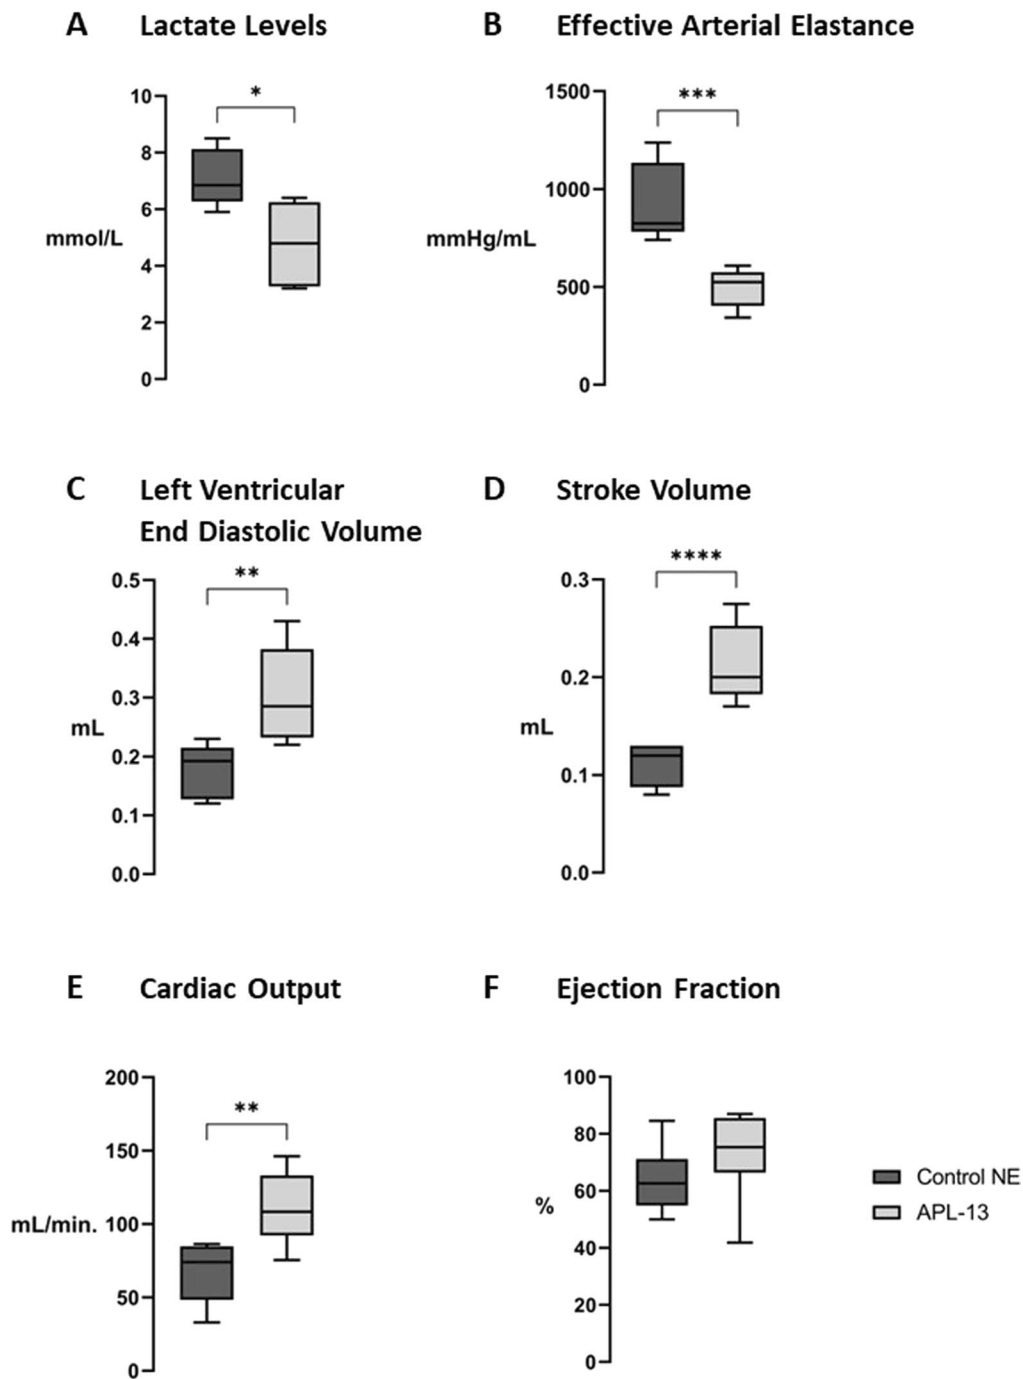 A Lactate Levels
*
10
8
6
mmol/L
4
2
0
B Effective Arterial Elastance
***
1500
1000
mmHg/mL
500
0
C Left Ventricular
End Diastolic Volume
**
0.5
0.4
0.3
mL
0.2
0.1
0.0
D Stroke Volume
****
0.3
0.2
mL
0.1
0.0
E Cardiac Output
200
**
150
mL/min. 100
50
0
F Ejection Fraction
100
80
60
%
40
20
0
Control NE
APL-13